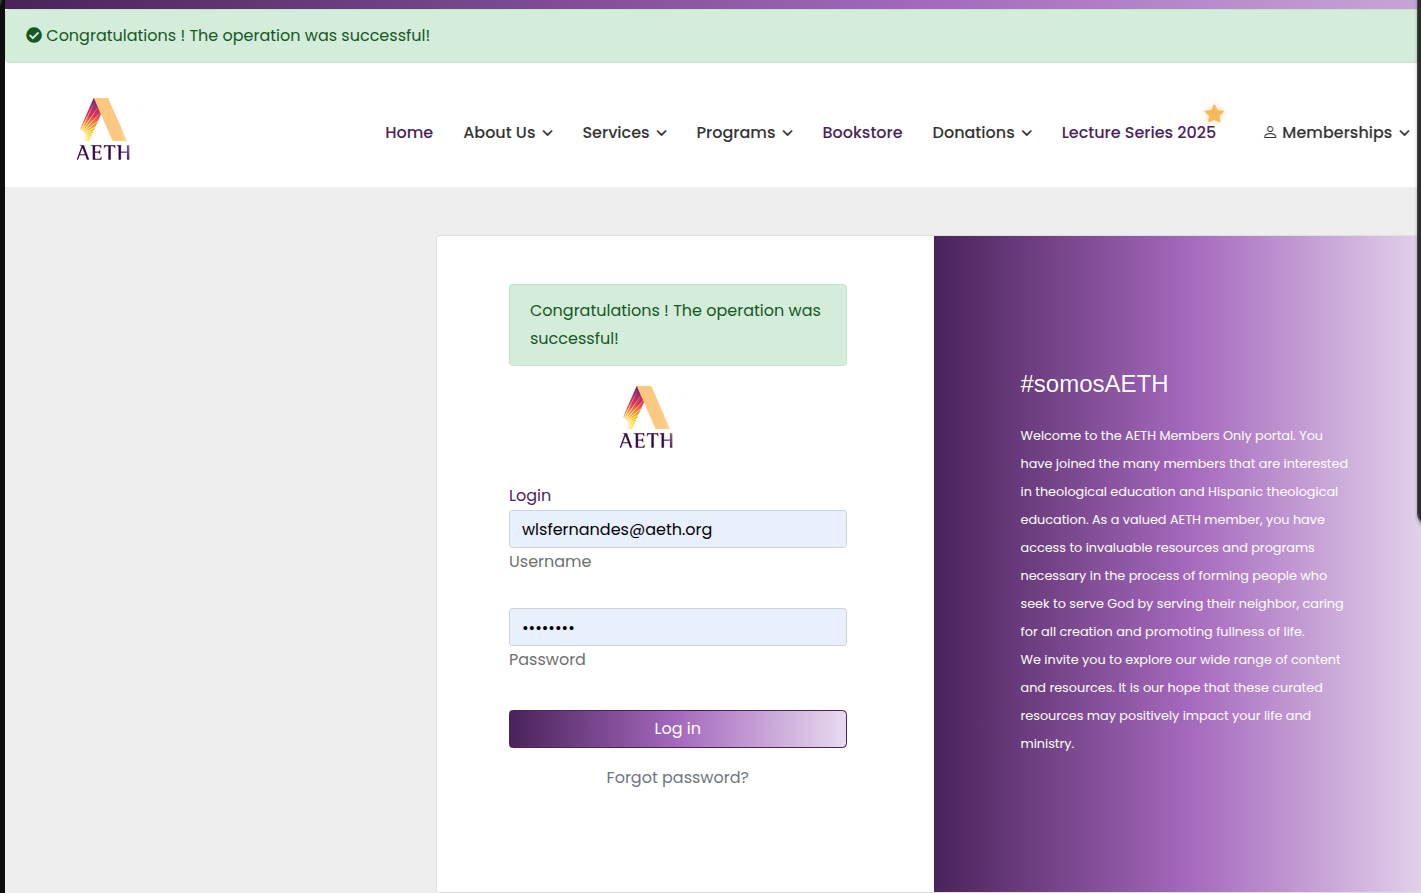 Congratulations ! The operation was successful!
AETH
Home About Us Services Programs Bookstore Donations Lecture Series 2025 Memberships
Congratulations ! The operation was
successful!
AETH
Login
wlsfernandes@aeth.org
Username
••••••••
Password
Log in
Forgot password?
#somosAETH
Welcome to the AETH Members Only portal. You
have joined the many members that are interested
in theological education and Hispanic theological
education. As a valued AETH member, you have
access to invaluable resources and programs
necessary in the process of forming people who
seek to serve God by serving their neighbor, caring
for all creation and promoting fullness of life.
We invite you to explore our wide range of content
and resources. It is our hope that these curated
resources may positively impact your life and
ministry.